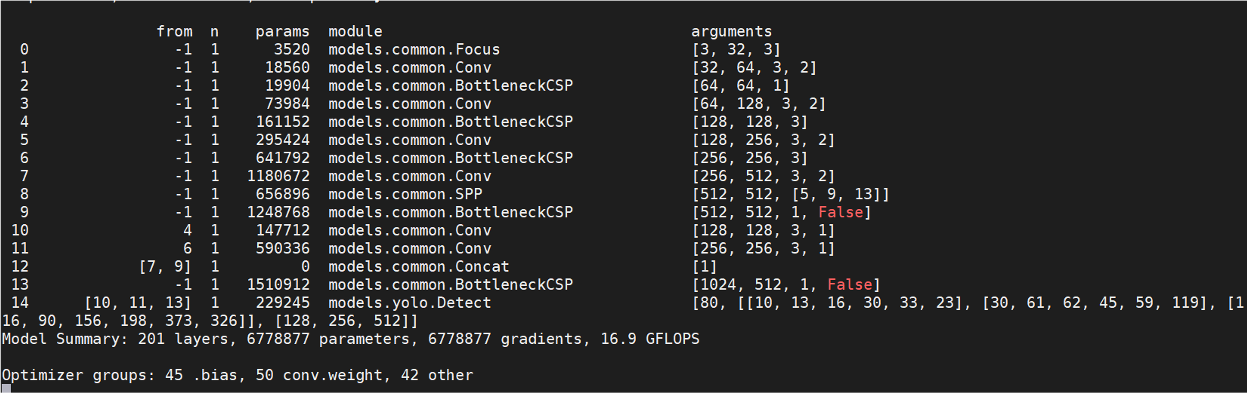 from n params module arguments
0 -1 1 3520 models.common.Focus [3, 32, 3]
1 -1 1 18560 models.common.Conv [32, 64, 3, 2]
2 -1 1 19904 models.common.BottleneckCSP [64, 64, 1]
3 -1 1 73984 models.common.Conv [64, 128, 3, 2]
4 -1 1 161152 models.common.BottleneckCSP [128, 128, 3]
5 -1 1 295424 models.common.Conv [128, 256, 3, 2]
6 -1 1 641792 models.common.BottleneckCSP [256, 256, 3]
7 -1 1 1180672 models.common.Conv [256, 512, 3, 2]
8 -1 1 656896 models.common.SPP [512, 512, [5, 9, 13]]
9 -1 1 1248768 models.common.BottleneckCSP [512, 512, 1, False]
10 4 1 147712 models.common.Conv [128, 128, 3, 1]
11 6 1 590336 models.common.Conv [256, 256, 3, 1]
12 [7, 9] 1 0 models.common.Concat [1]
13 -1 1 1510912 models.common.BottleneckCSP [1024, 512, 1, False]
14 [10, 11, 13] 1 229245 models.yolo.Detect [80, [[10, 13, 16, 30, 33, 23], [30, 61, 62, 45, 59, 119], [1
16, 90, 156, 198, 373, 326]], [128, 256, 512]]
Model Summary: 201 layers, 6778877 parameters, 6778877 gradients, 16.9 GFLOPS
Optimizer groups: 45 .bias, 50 conv.weight, 42 other